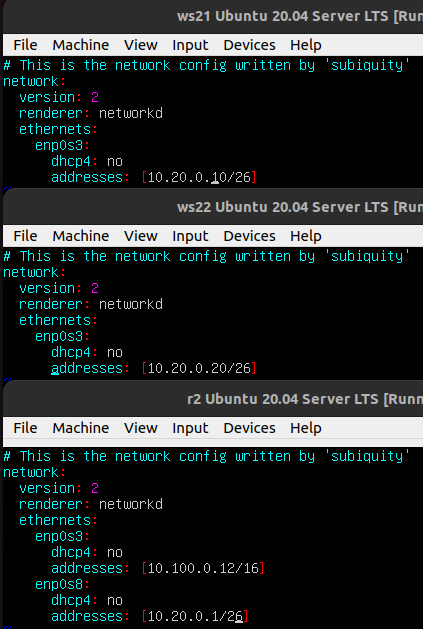 ws21 Ubuntu 20.04 Server LTS [Run
File Machine View Input Devices Help
# This is the network config written by 'subiquity'
network:
  version: 2
  renderer: networkd
  ethernets:
    enp0s3:
      dhcp4: no
      addresses: [10.20.0.10/26]
ws22 Ubuntu 20.04 Server LTS [Run
File Machine View Input Devices Help
# This is the network config written by 'subiquity'
network:
  version: 2
  renderer: networkd
  ethernets:
    enp0s3:
      dhcp4: no
      addresses: [10.20.0.20/26]
~
r2 Ubuntu 20.04 Server LTS [Runn
File Machine View Input Devices Help
# This is the network config written by 'subiquity'
network:
  version: 2
  renderer: networkd
  ethernets:
    enp0s3:
      dhcp4: no
      addresses: [10.100.0.12/16]
    enp0s8:
      dhcp4: no
      addresses: [10.20.0.1/26]